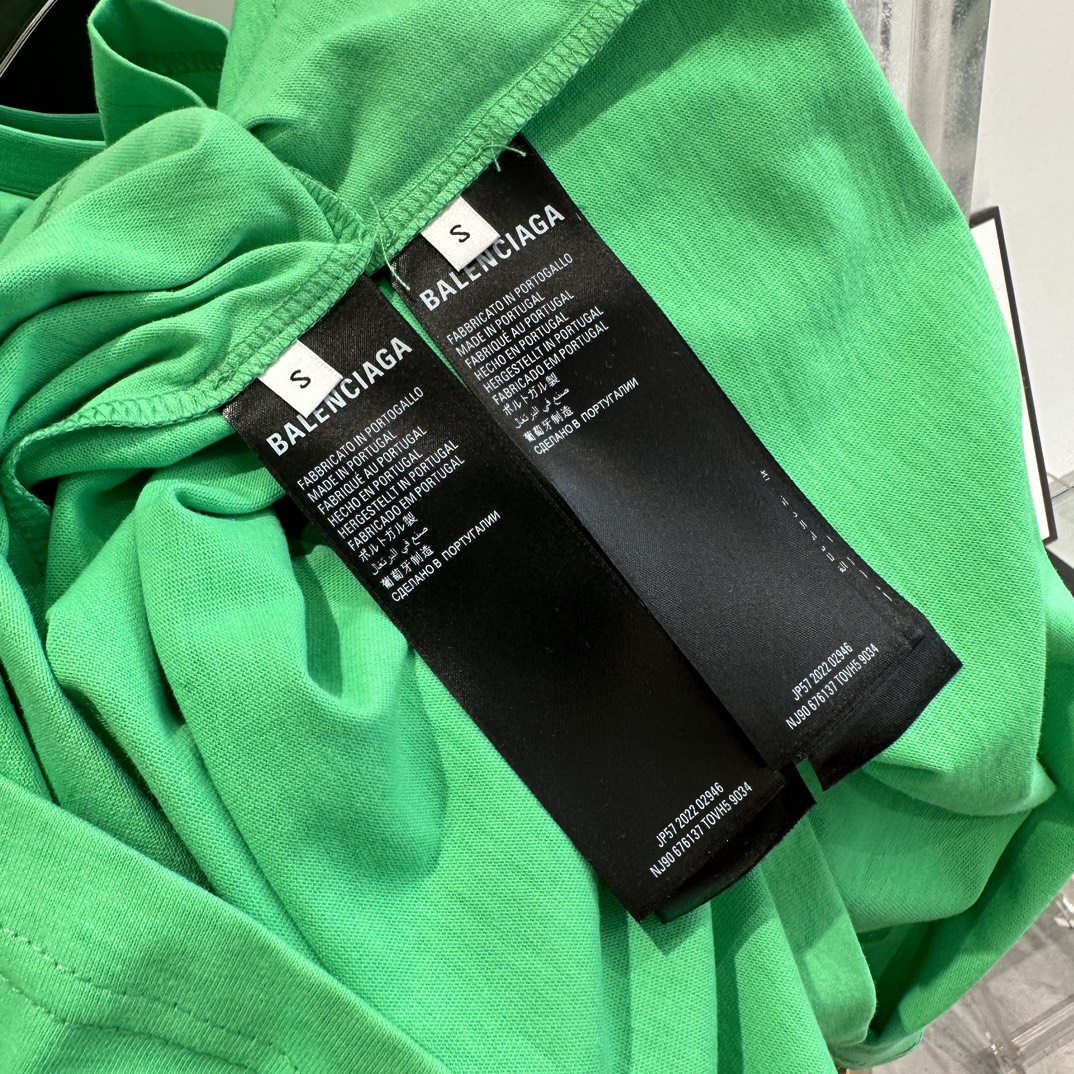 S
BALENCIAGA
FABBRICATO IN PORTOGALLO
MADE IN PORTUGAL
FABRIQUÉ AU PORTUGAL
HECHO EN PORTUGAL
HERGESTELLT IN PORTUGAL
FABRICADO EM PORTUGAL
ポルトガル製
صنع في البرتغال
葡萄牙制造
СДЕЛАНО В ПОРТУГАЛИИ
JP57 2022 02946
NJ90 676137 TOVH5 9034
S
BALENCIAGA
FABBRICATO IN PORTOGALLO
MADE IN PORTUGAL
FABRIQUÉ AU PORTUGAL
HECHO EN PORTUGAL
HERGESTELLT IN PORTUGAL
FABRICADO EM PORTUGAL
ポルトガル製
صنع في البرتغال
葡萄牙制造
СДЕЛАНО В ПОРТУГАЛИИ
JP57 2022 02946
NJ90 676137 TOVH5 9034